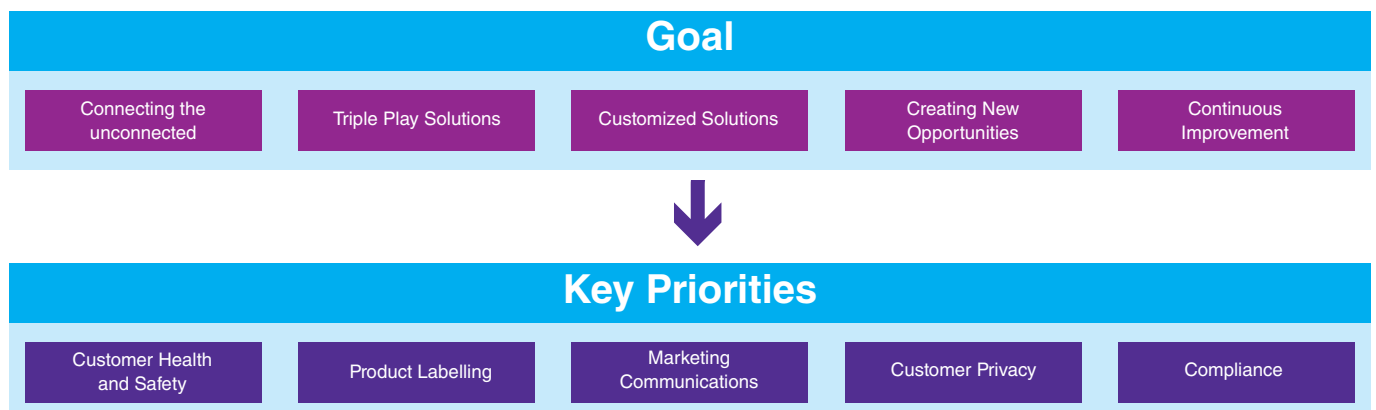 Goal
Connecting the
unconnected
Triple Play Solutions
Customized Solutions
Creating New
Opportunities
Continuous
Improvement
Key Priorities
Customer Health
and Safety
Product Labelling
Marketing
Communications
Customer Privacy
Compliance